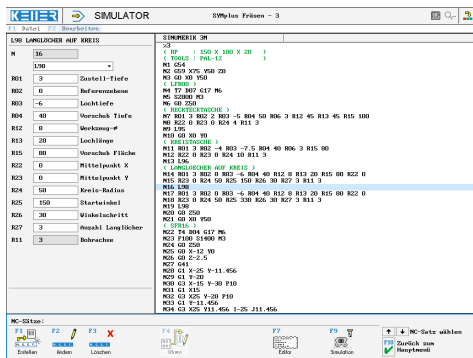 KELLER SIMULATOR SYMplus Fräsen - 3
F1 Datei F2 Bearbeiten
L98 LANGLÖCHER AUF KREIS
N 16
L98
R01 3 Zustell-Tiefe
R02 0 Referenzebene
R03 -6 Lochtiefe
R04 40 Vorschub Tiefe
R12 8 Werkzeug-ø
R13 20 Lochlänge
R15 80 Vorschub Fläche
R22 0 Mittelpunkt X
R23 0 Mittelpunkt Y
R24 50 Kreis-Radius
R25 150 Startwinkel
R26 30 Winkelschritt
R27 3 Anzahl Langlöcher
R11 3 Bohrachse
SINUMERIK 3M
%3
( RP : 150 X 100 X 20 )
( TOOLS : PAL-12 )
N1 G54
N2 G59 X75 Y50 Z0
N3 G0 X0 Y50
( LFR08 )
N4 T7 D07 G17 M6
N5 S2800 M3
N6 G0 Z50
( RECHTECKTASCHE )
N7 R01 3 R02 2 R03 -5 R04 50 R06 3 R12 45 R13 45 R15 100
N8 R22 0 R23 0 R24 4 R11 3
N9 L95
N10 G0 X0 Y0
( KREISTASCHE )
N11 R01 3 R02 -4 R03 -7.5 R04 40 R06 3 R15 80
N12 R22 0 R23 0 R24 10 R11 3
N13 L96
( LANGLOECHER AUF KREIS )
N14 R01 3 R02 0 R03 -6 R04 40 R12 8 R13 20 R15 80 R22 0
N15 R23 0 R24 50 R25 150 R26 30 R27 3 R11 3
N16 L98
N17 R01 3 R02 0 R03 -6 R04 40 R12 8 R13 20 R15 80 R22 0
N18 R23 0 R24 50 R25 330 R26 30 R27 3 R11 3
N19 L98
N20 G0 Z50
N21 G0 X0 Y50
( SFR16 )
N22 T4 D04 G17 M6
N23 F100 S1400 M3
N24 G0 Z50
N25 G0 X-12 Y0
N26 G0 Z-2.5
N27 G41
N28 G1 X-25 Y-11.456
N29 G1 Z-20
N30 G3 X-15 Y-30 P10
N31 G1 X15
N32 G3 X25 Y-20 P10
N33 G1 Y-11.456
N34 G3 X25 Y11.456 I-25 J11.456
NC-Sätze:
F1 Erstellen
F2 Ändern
F3 Löschen
F4
F7 Editor
F9 Simulation
NC-Satz wählen
F10 Zurück zum
Hauptmenü